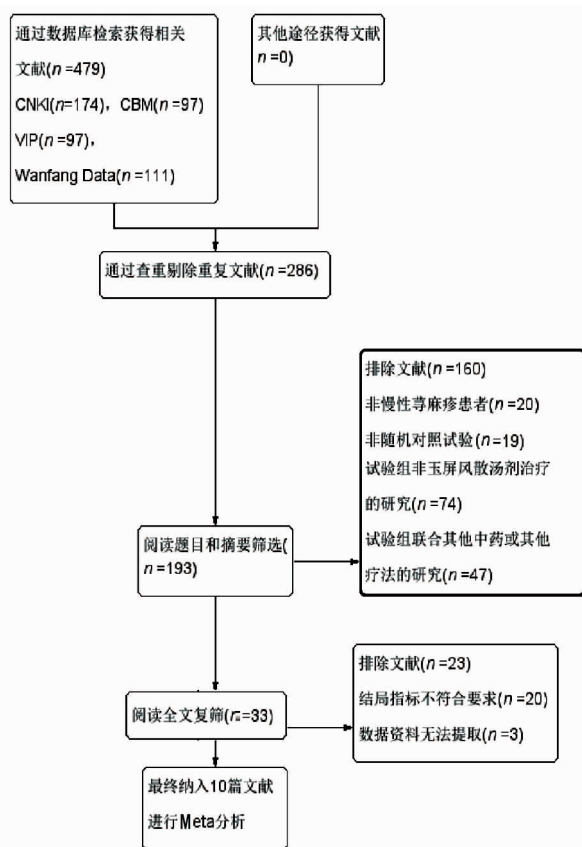 通过数据库检索获得相关
文献(n =479)
CNKI(n=174)，CBM(n=97)
VIP(n=97)，
Wanfang Data(n=111)
其他途径获得文献
n =0)
通过查重剔除重复文献(n =286)
排除文献(n =160)
非慢性荨麻疹患者(n =20)
非随机对照试验(n =19)
试验组非玉屏风散汤剂治疗
的研究(n =74)
试验组联合其他中药或其他
疗法的研究(n =47)
阅读题目和摘要筛选(
n =193)
排除文献(n =23)
结局指标不符合要求(n =20)
数据资料无法提取(n =3)
阅读全文复筛(n=33)
最终纳入10篇文献
进行Meta分析